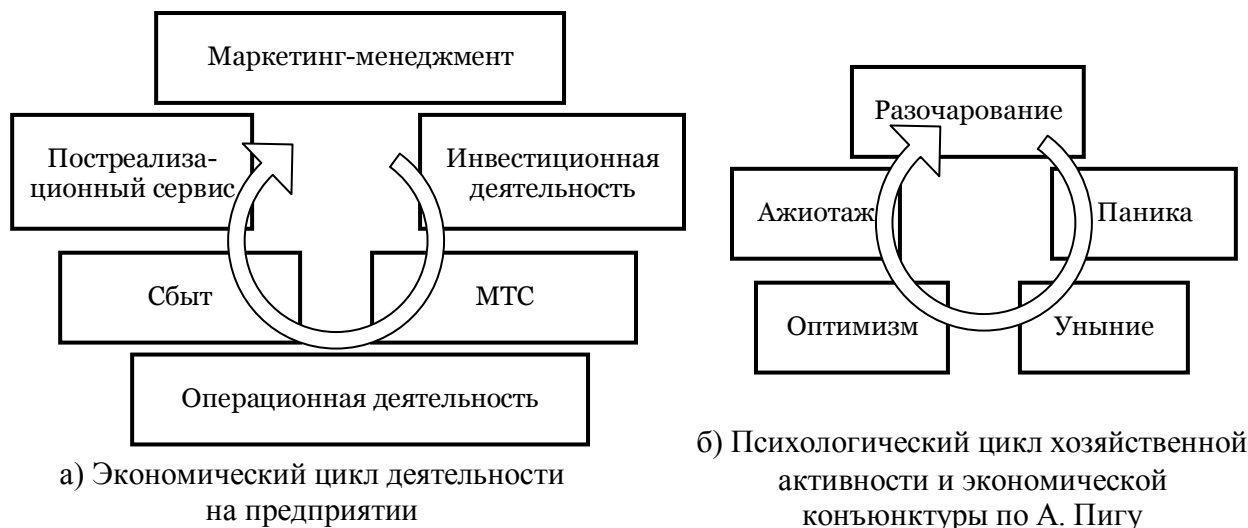 Маркетинг-менеджмент
Постреализа-
ционный сервис
Инвестиционная
деятельность
Сбыт
МТС
Операционная деятельность
а) Экономический цикл деятельности
на предприятии
Разочарование
Ажиотаж
Паника
Оптимизм
Уныние
б) Психологический цикл хозяйственной
активности и экономической
конъюнктуры по А. Пигу